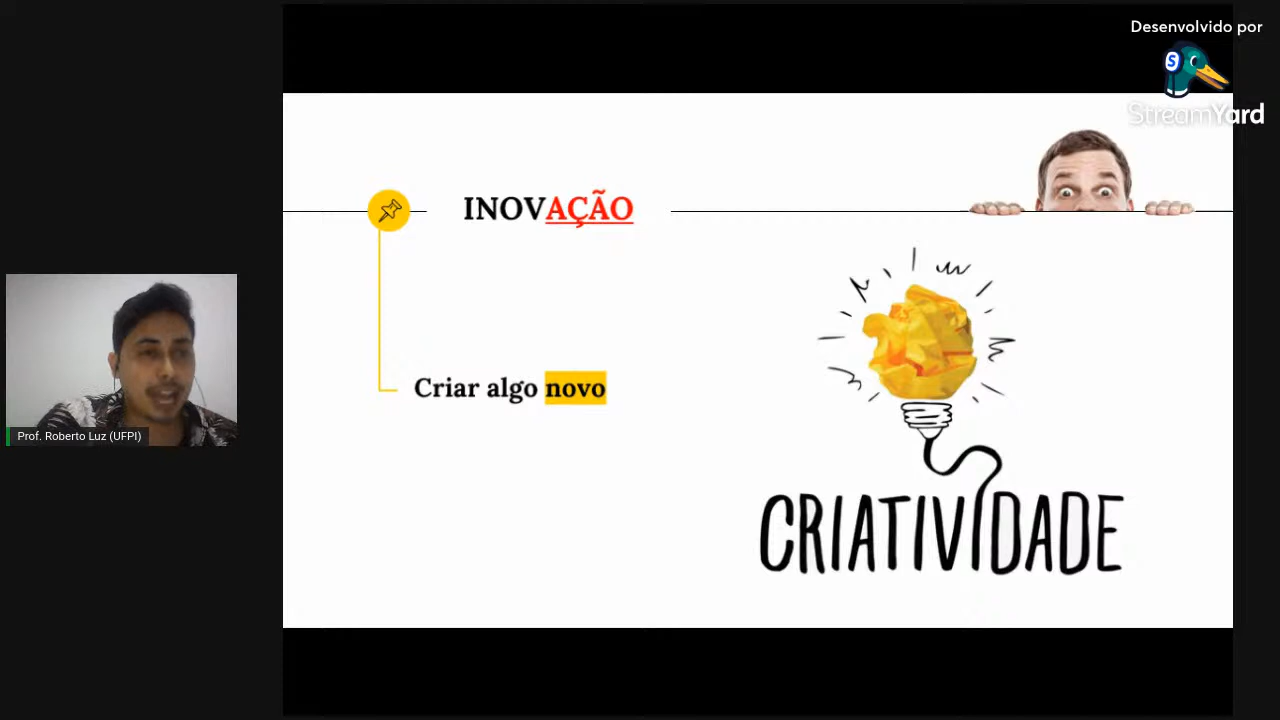 Desenvolvido por
S
StreamYard
INOVAÇÃO
Criar algo novo
CRIATIVIDADE
Prof. Roberto Luz (UFPI)